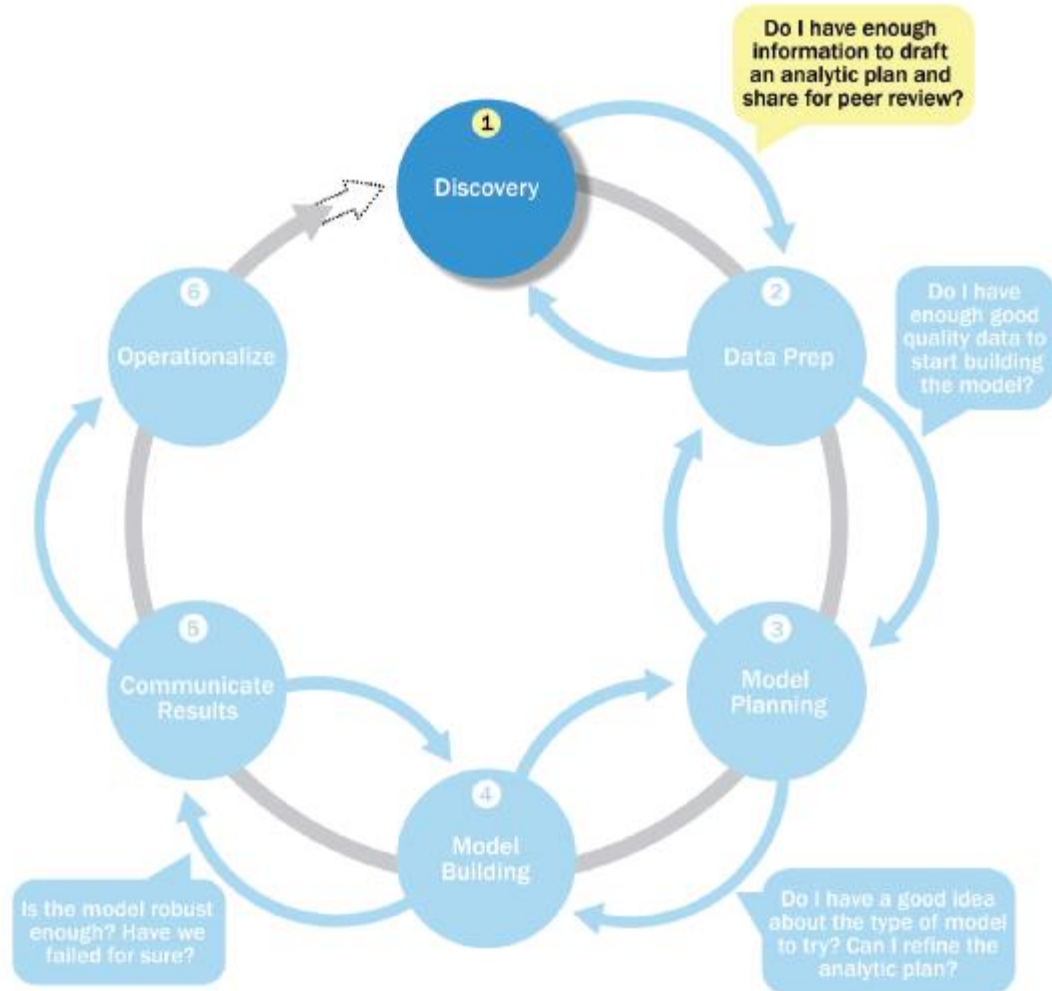 Do I have enough
information to draft
an analytic plan and
share for peer review?
1
Discovery
2
Data Prep
Do I have
enough good
quality data to
start building
the model?
3
Model
Planning
Do I have a good idea
about the type of model
to try? Can I refine the
analytic plan?
4
Model
Building
Is the model robust
enough? Have we
failed for sure?
5
Communicate
Results
6
Operationalize